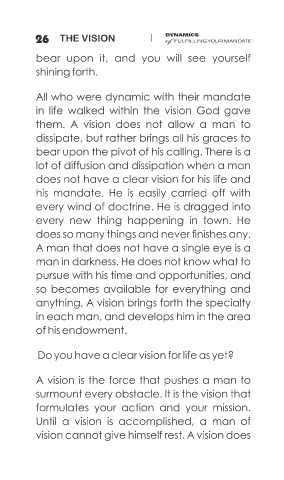 26 THE VISION | DYNAMICS
of FULFILLING YOUR MANDATE
bear upon it, and you will see yourself
shining forth.
All who were dynamic with their mandate
in life walked within the vision God gave
them. A vision does not allow a man to
dissipate, but rather brings all his graces to
bear upon the pivot of his calling. There is a
lot of diffusion and dissipation when a man
does not have a clear vision for his life and
his mandate. He is easily carried off with
every wind of doctrine. He is dragged into
every new thing happening in town. He
does so many things and never finishes any.
A man that does not have a single eye is a
man in darkness. He does not know what to
pursue with his time and opportunities, and
so becomes available for everything and
anything. A vision brings forth the specialty
in each man, and develops him in the area
of his endowment.
Do you have a clear vision for life as yet?
A vision is the force that pushes a man to
surmount every obstacle. It is the vision that
formulates your action and your mission.
Until a vision is accomplished, a man of
vision cannot give himself rest. A vision does